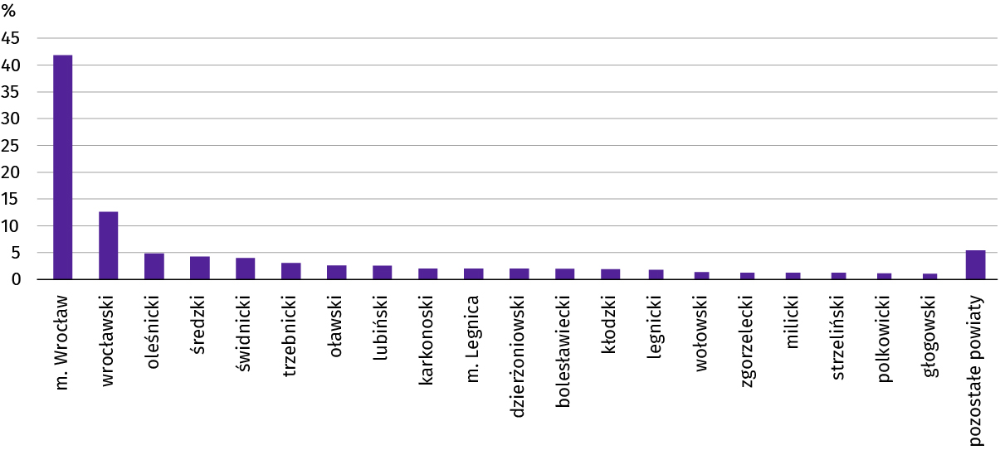 %
45
40
35
30
25
20
15
10
5
0
m. Wrocław
wrocławski
oleśnicki
średzki
świdnicki
trzebnicki
oławski
lubiński
karkonoski
m. Legnica
dzierżoniowski
bolesławiecki
kłodzki
legnicki
wołowski
zgorzelecki
milicki
strzeliński
polkowicki
głogowski
pozostałe powiaty